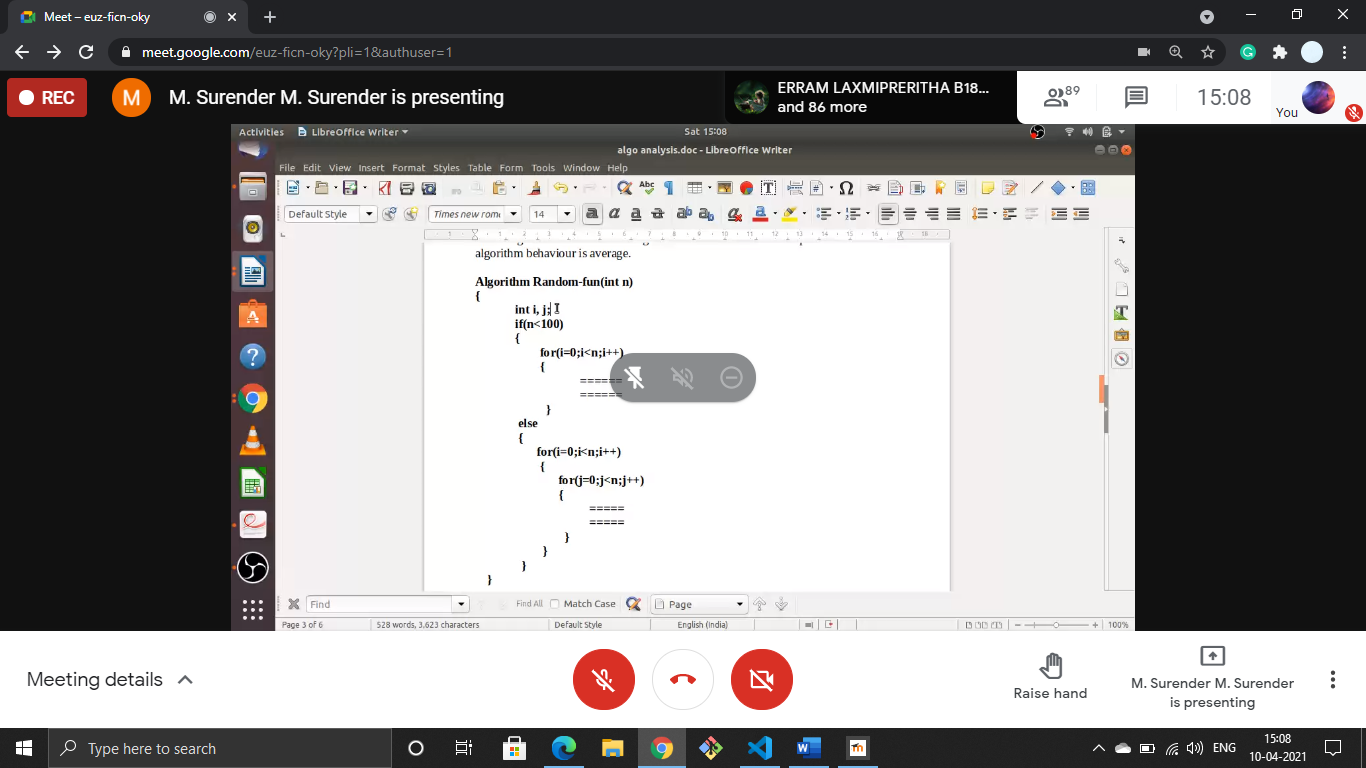 Meet – euz-ficn-oky
meet.google.com/euz-ficn-oky?pli=1&authuser=1
REC
M
M. Surender M. Surender is presenting
ERRAM LAXMIPRERITHA B18...
and 86 more
89
15:08
You
Activities
LibreOffice Writer
Sat 15:08
algo analysis.doc - LibreOffice Writer
File Edit View Insert Format Styles Table Form Tools Window Help
Default Style
Times new roma
14
algorithm behaviour is average.
Algorithm Random-fun(int n)
{
int i, j;
if(n<100)
{
for(i=0;i<n;i++)
{
======
======
}
else
{
for(i=0;i<n;i++)
{
for(j=0;j<n;j++)
{
=====
=====
}
}
}
}
Find
Find All
Match Case
Page
Page 3 of 6
528 words, 3,623 characters
Default Style
English (India)
100%
Meeting details
Raise hand
M. Surender M. Surender
is presenting
Type here to search
ENG
15:08
10-04-2021